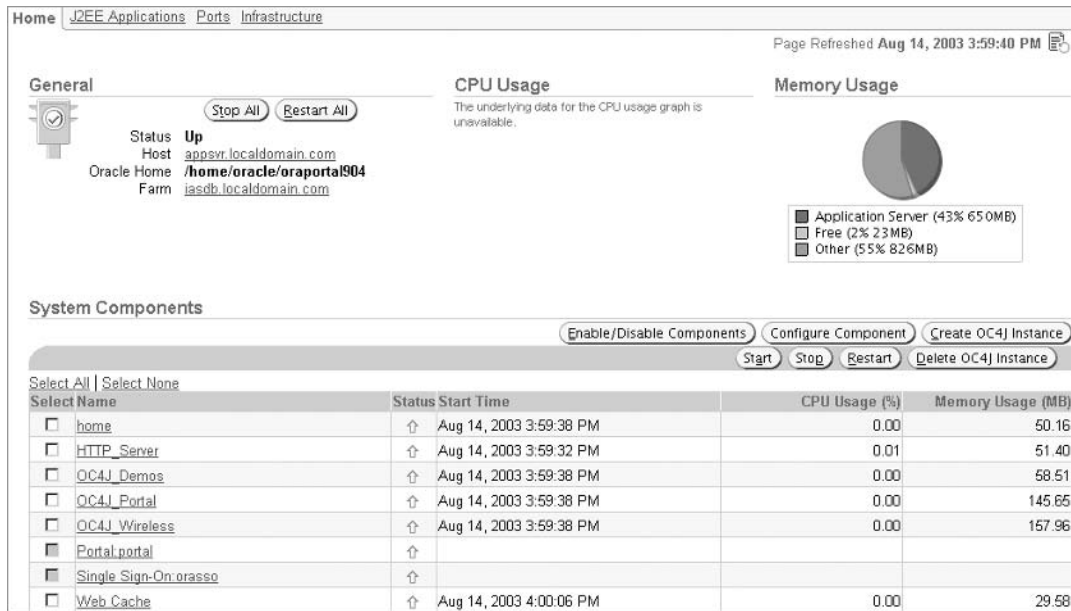 Home J2EE Applications Ports Infrastructure
Page Refreshed Aug 14, 2003 3:59:40 PM
General
Stop All Restart All
Status Up
Host appsvr.localdomain.com
Oracle Home /home/oracle/oraportal904
Farm iasdb.localdomain.com
CPU Usage
The underlying data for the CPU usage graph is
unavailable.
Memory Usage
Application Server (43% 650MB)
Free (2% 23MB)
Other (55% 826MB)
System Components
Enable/Disable Components Configure Component Create OC4J Instance
Start Stop Restart Delete OC4J Instance
Select All | Select None
Select Name Status Start Time CPU Usage (%) Memory Usage (MB)
home Aug 14, 2003 3:59:38 PM 0.00 50.16
HTTP_Server Aug 14, 2003 3:59:32 PM 0.01 51.40
OC4J_Demos Aug 14, 2003 3:59:38 PM 0.00 58.51
OC4J_Portal Aug 14, 2003 3:59:38 PM 0.00 145.65
OC4J_Wireless Aug 14, 2003 3:59:38 PM 0.00 157.96
Portal:portal
Single Sign-On:orasso
Web Cache Aug 14, 2003 4:00:06 PM 0.00 29.58